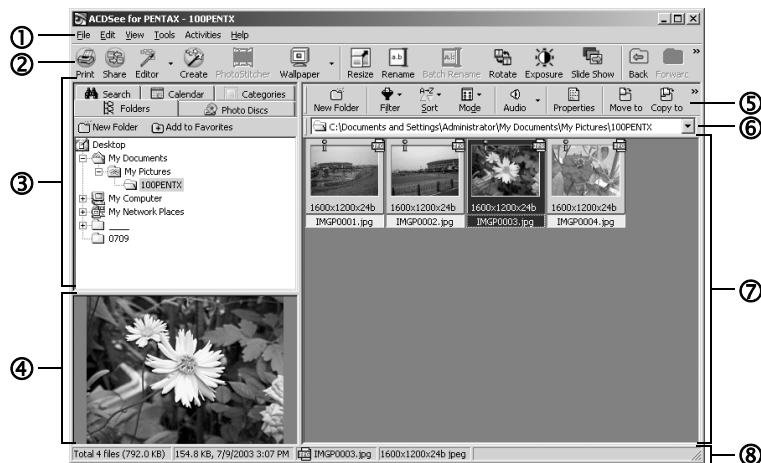 ACDSee for PENTAX - 100PENTX
① File Edit View Tools Activities Help
② Print Share Editor Create PhotoStitcher Wallpaper Resize Rename Batch Rename Rotate Exposure Slide Show Back Forwarc »
③ Search Calendar Categories
Folders Photo Discs
New Folder Add to Favorites
Desktop
My Documents
My Pictures
100PENTX
My Computer
My Network Places
0709
New Folder Filter Sort Mode Audio Properties Move to Copy to » ⑤
C:\Documents and Settings\Administrator\My Documents\My Pictures\100PENTX ⑥
1600x1200x24b 1600x1200x24b 1600x1200x24b 1600x1200x24b
IMGP0001.jpg IMGP0002.jpg IMGP0003.jpg IMGP0004.jpg
④
⑦
Total 4 files (792.0 KB) 154.8 KB, 7/9/2003 3:07 PM IMGP0003.jpg 1600x1200x24b jpeg ⑧